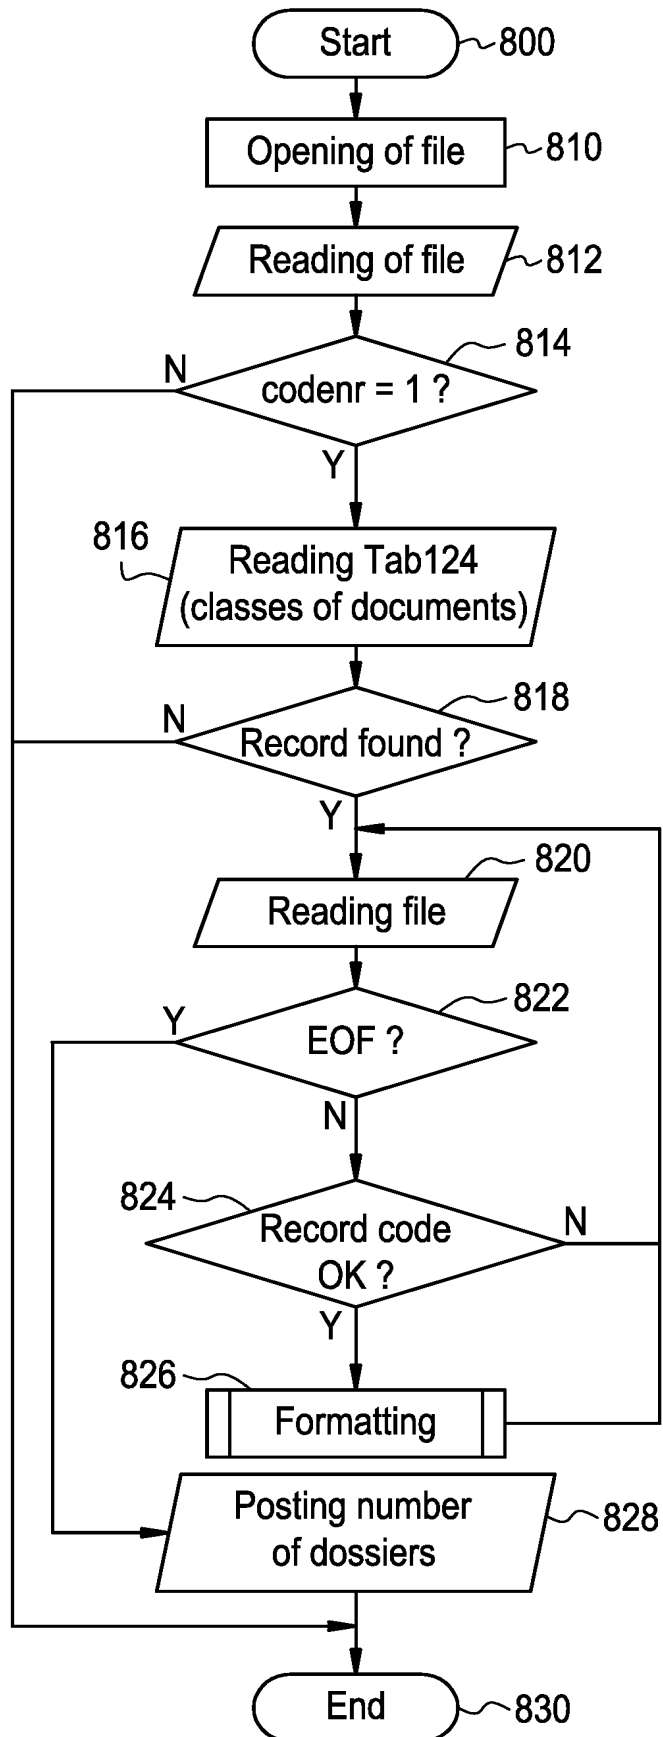 Start
800
Opening of file
810
Reading of file
812
814
N
codenr = 1 ?
Y
816
Reading Tab124
(classes of documents)
818
N
Record found ?
Y
820
Reading file
822
Y
EOF ?
N
824
Record code
OK ?
N
Y
826
Formatting
Posting number
of dossiers
828
End
830